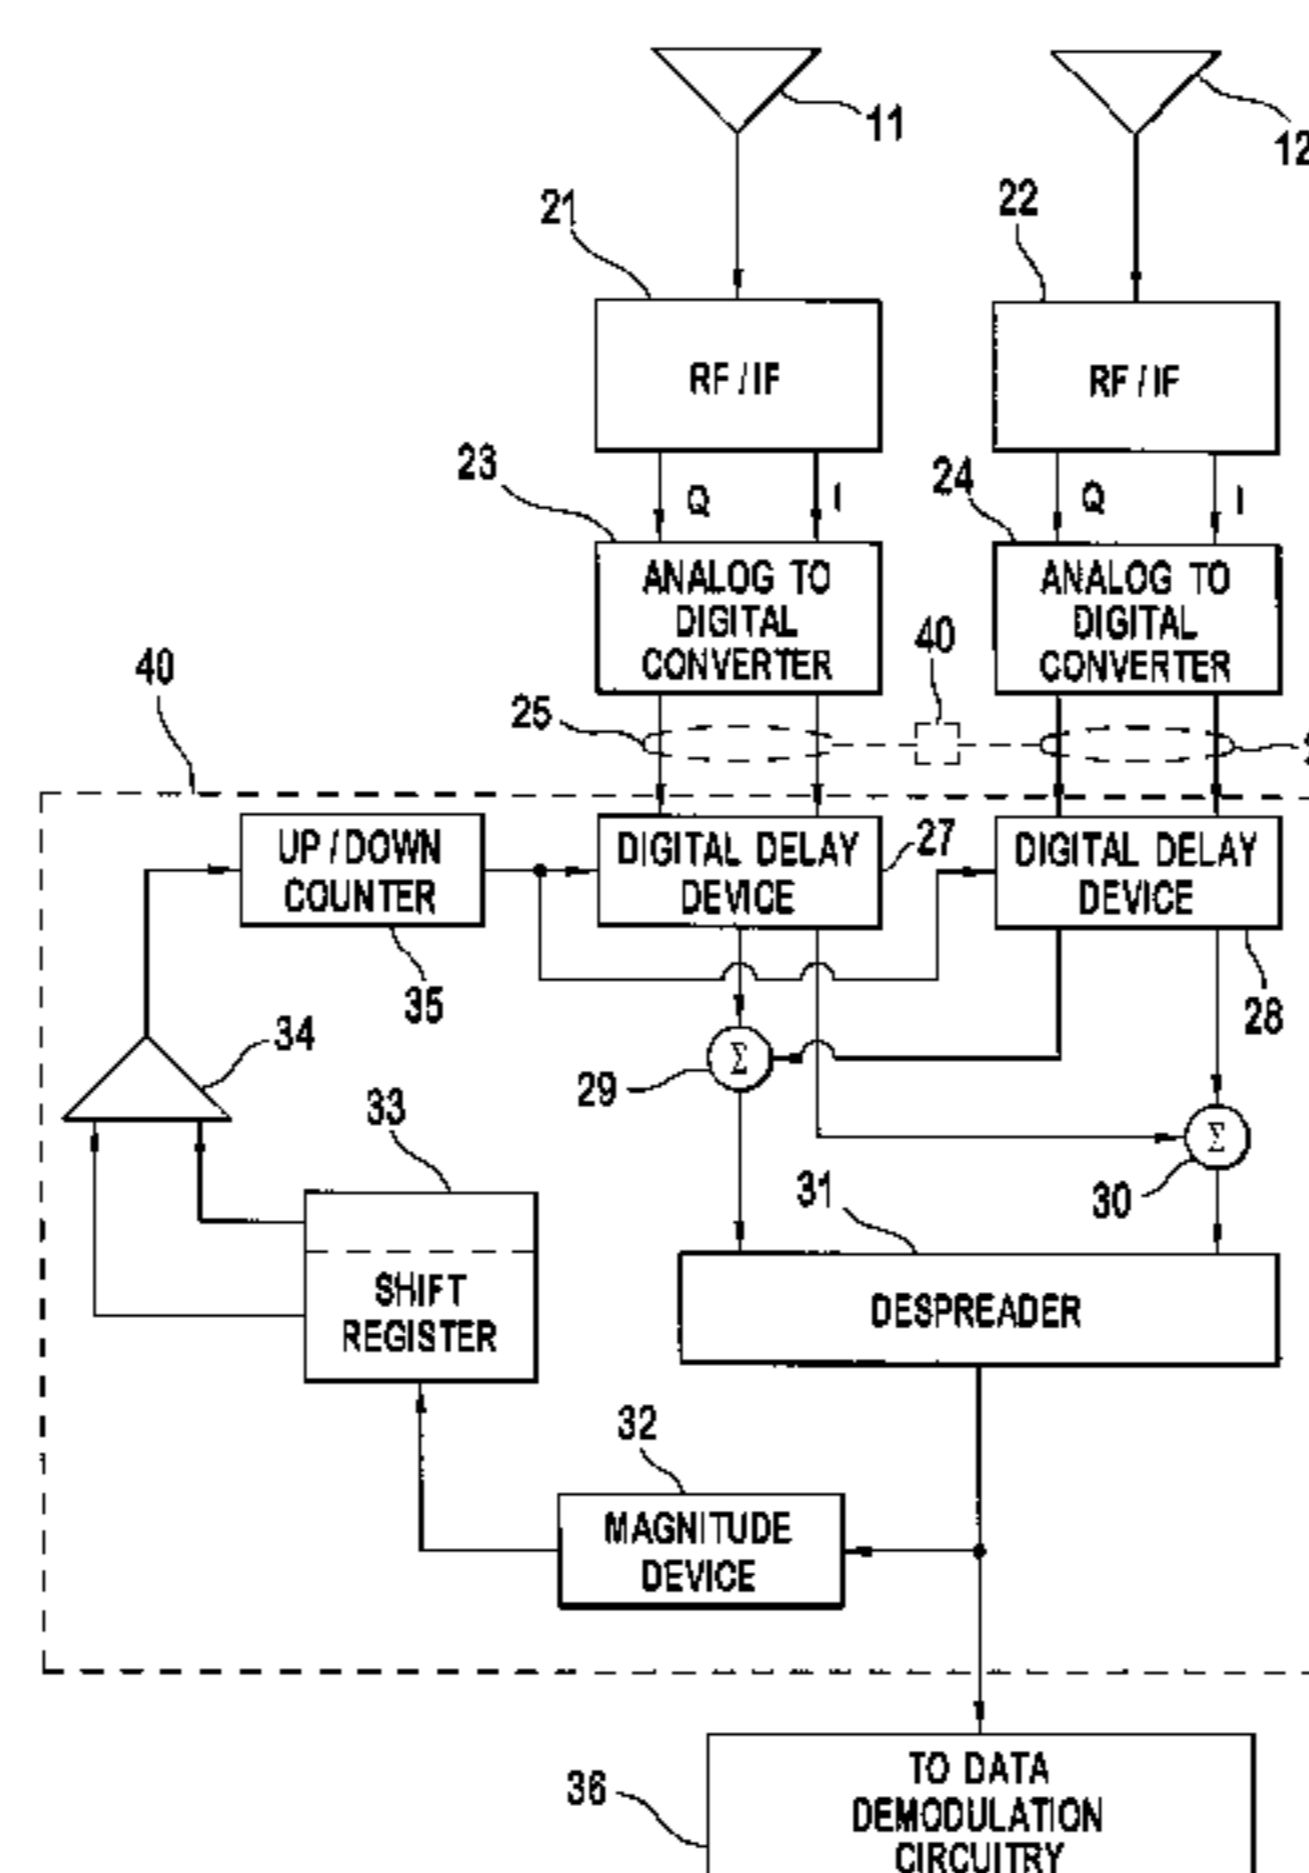 11
12
21
22
RF / IF
RF / IF
23
Q
I
24
Q
I
ANALOG TO
DIGITAL
CONVERTER
ANALOG TO
DIGITAL
CONVERTER
40
25
40
UP / DOWN
COUNTER
DIGITAL DELAY
DEVICE
27
DIGITAL DELAY
DEVICE
35
28
34
Σ
29
33
Σ
30
31
SHIFT
REGISTER
DESPREADER
32
MAGNITUDE
DEVICE
36
TO DATA
DEMODULATION
CIRCUITRY